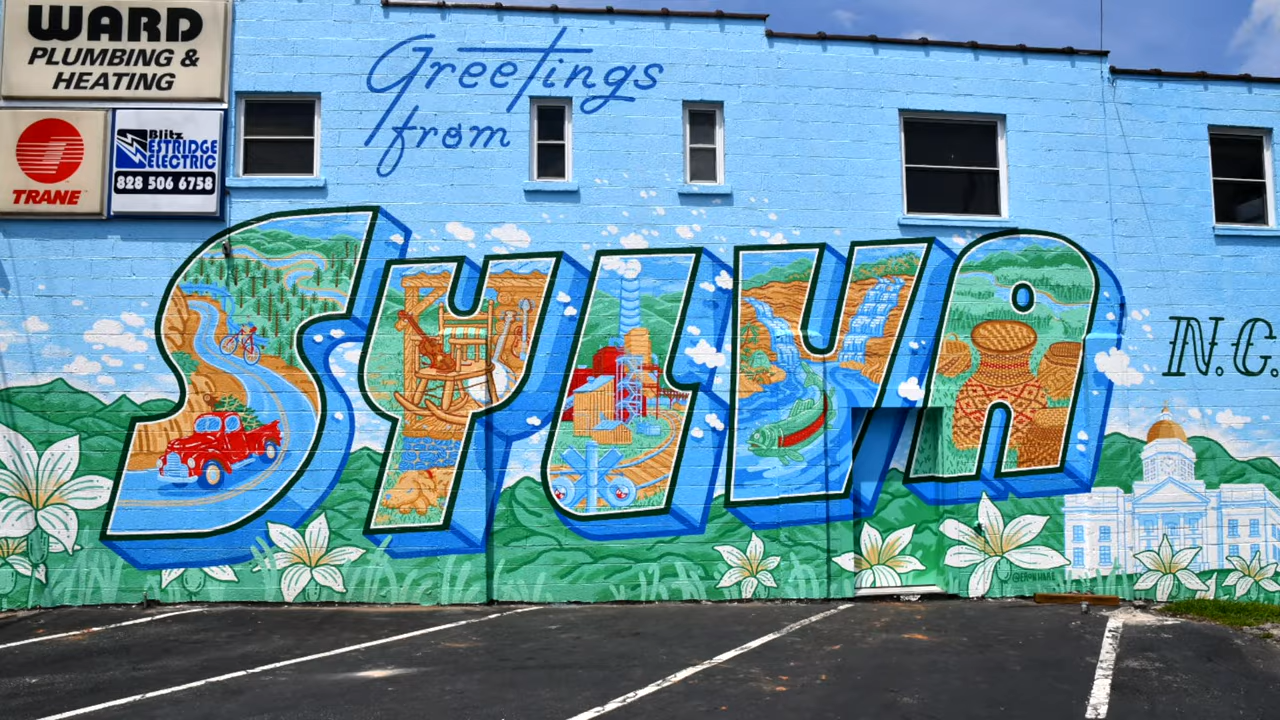 WARD
PLUMBING &
HEATING
TRANE
Blitz
ESTRIDGE
ELECTRIC
828 506 6758
Greetings
from
SYLVA
N.C.